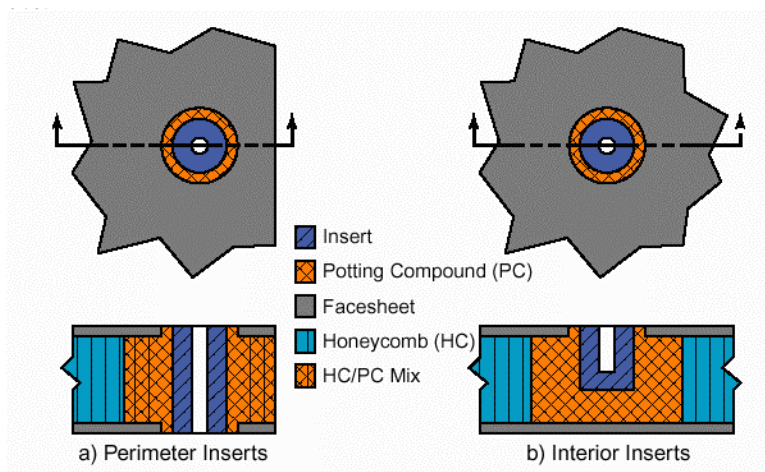 Insert
Potting Compound (PC)
Facesheet
Honeycomb (HC)
HC/PC Mix
a) Perimeter Inserts
b) Interior Inserts